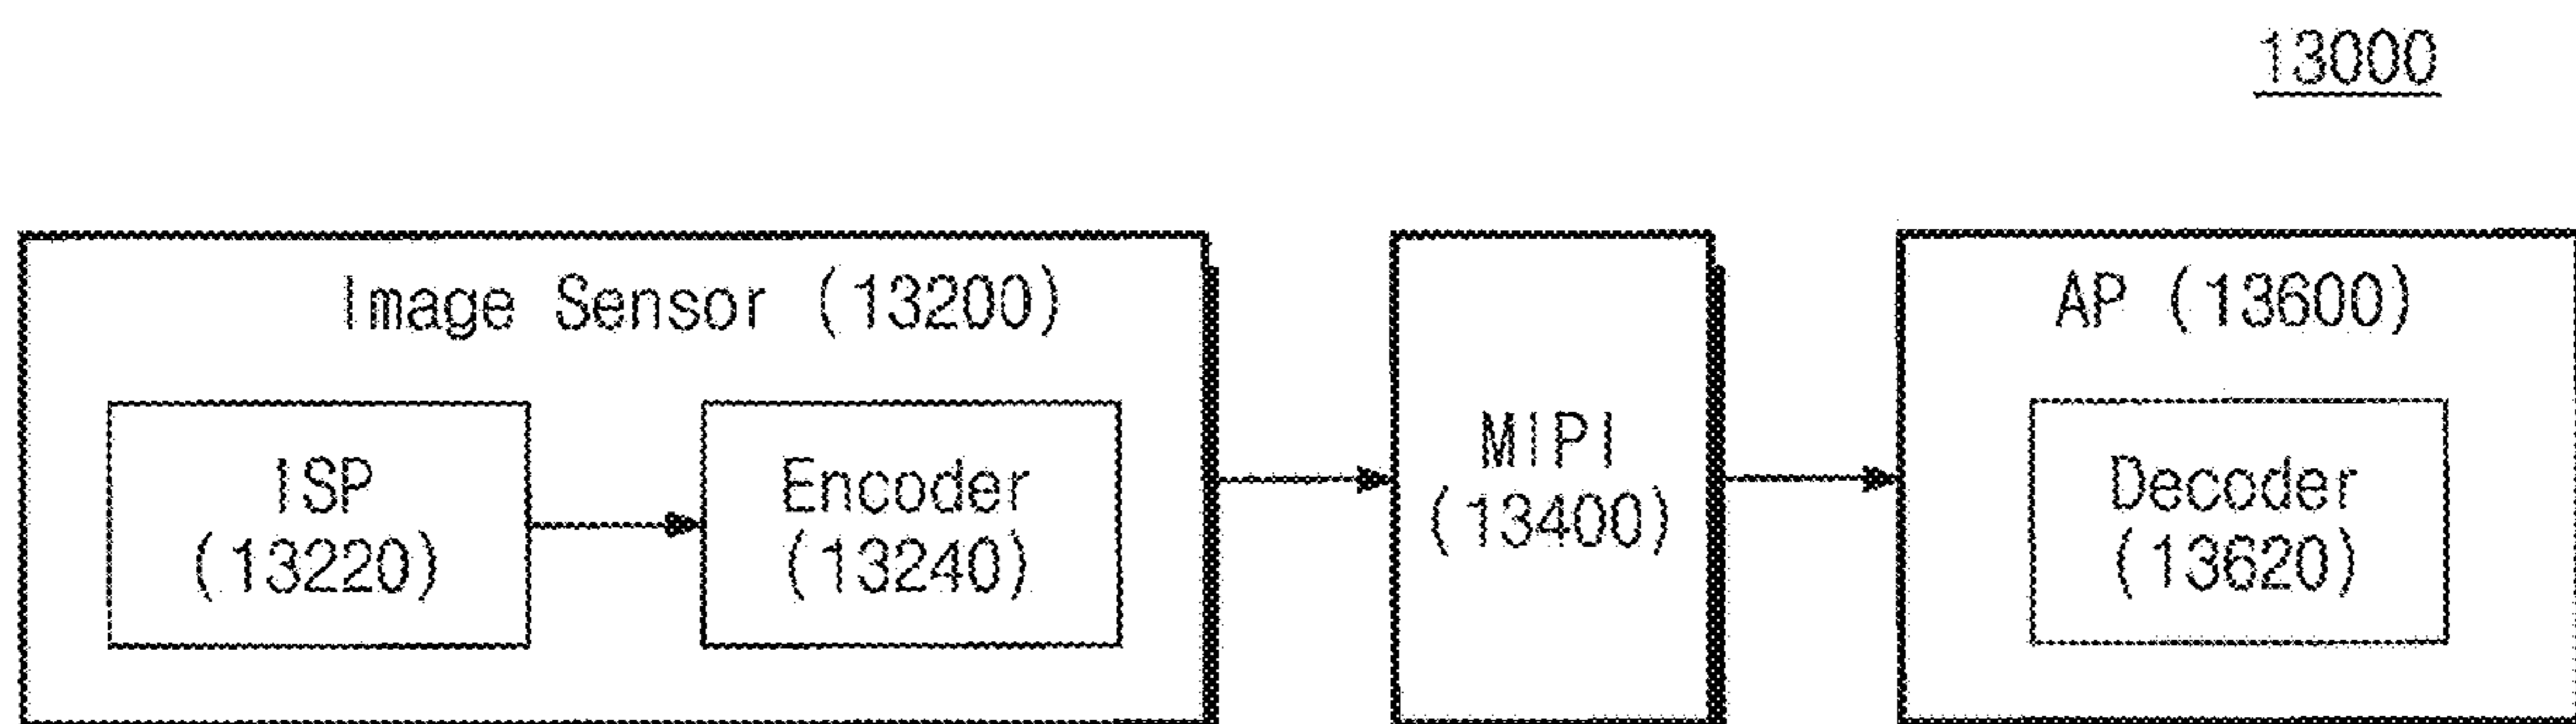 13000
Image Sensor (13200)
ISP
(13220)
Encoder
(13240)
MIPI
(13400)
AP (13600)
Decoder
(13620)